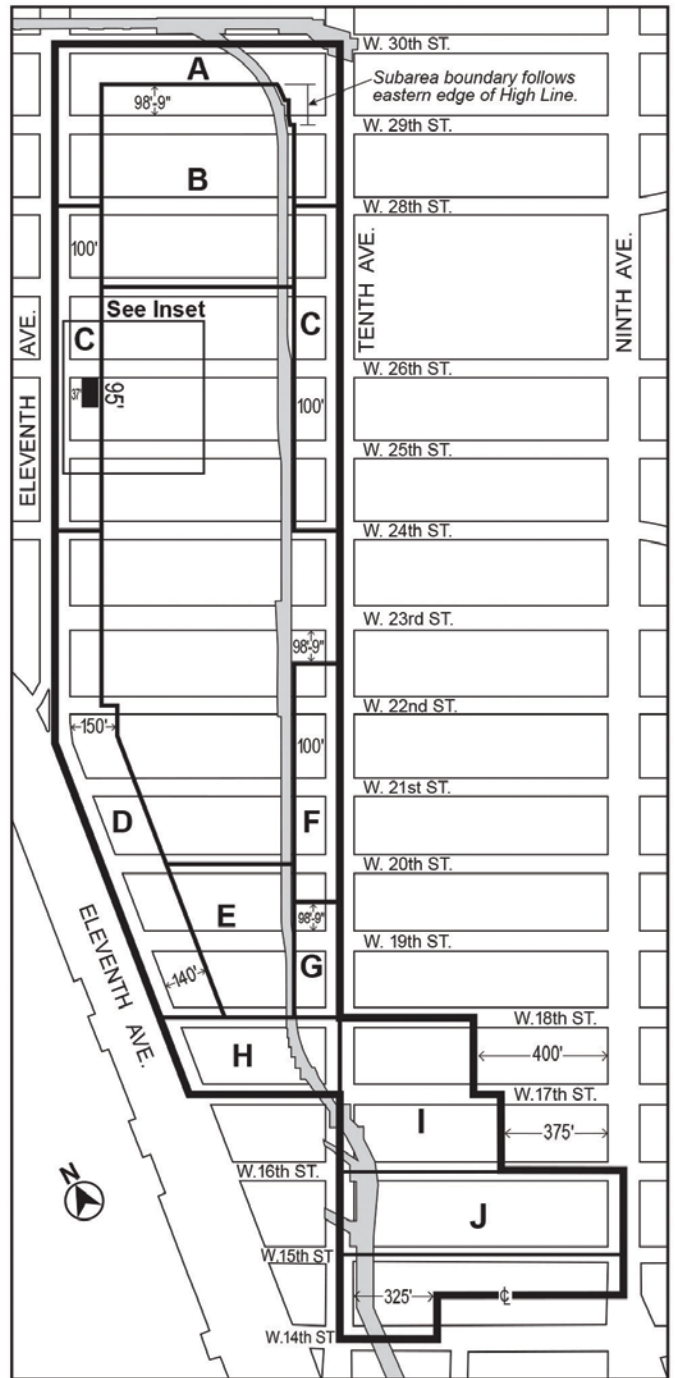 W. 30th ST.
A
Subarea boundary follows
eastern edge of High Line.
98'-9"
W. 29th ST.
B
W. 28th ST.
100'
TENTH AVE.
NINTH AVE.
See Inset
ELEVENTH AVE.
C
C
W. 26th ST.
37'
95'
100'
W. 25th ST.
W. 24th ST.
W. 23rd ST.
98'-9"
W. 22nd ST.
150'
100'
W. 21st ST.
D
F
W. 20th ST.
E
98'-9"
W. 19th ST.
ELEVENTH AVE.
140'
G
W.18th ST.
H
400'
W.17th ST.
I
375'
N
W.16th ST.
J
W.15th ST
325'
℄
W.14th ST